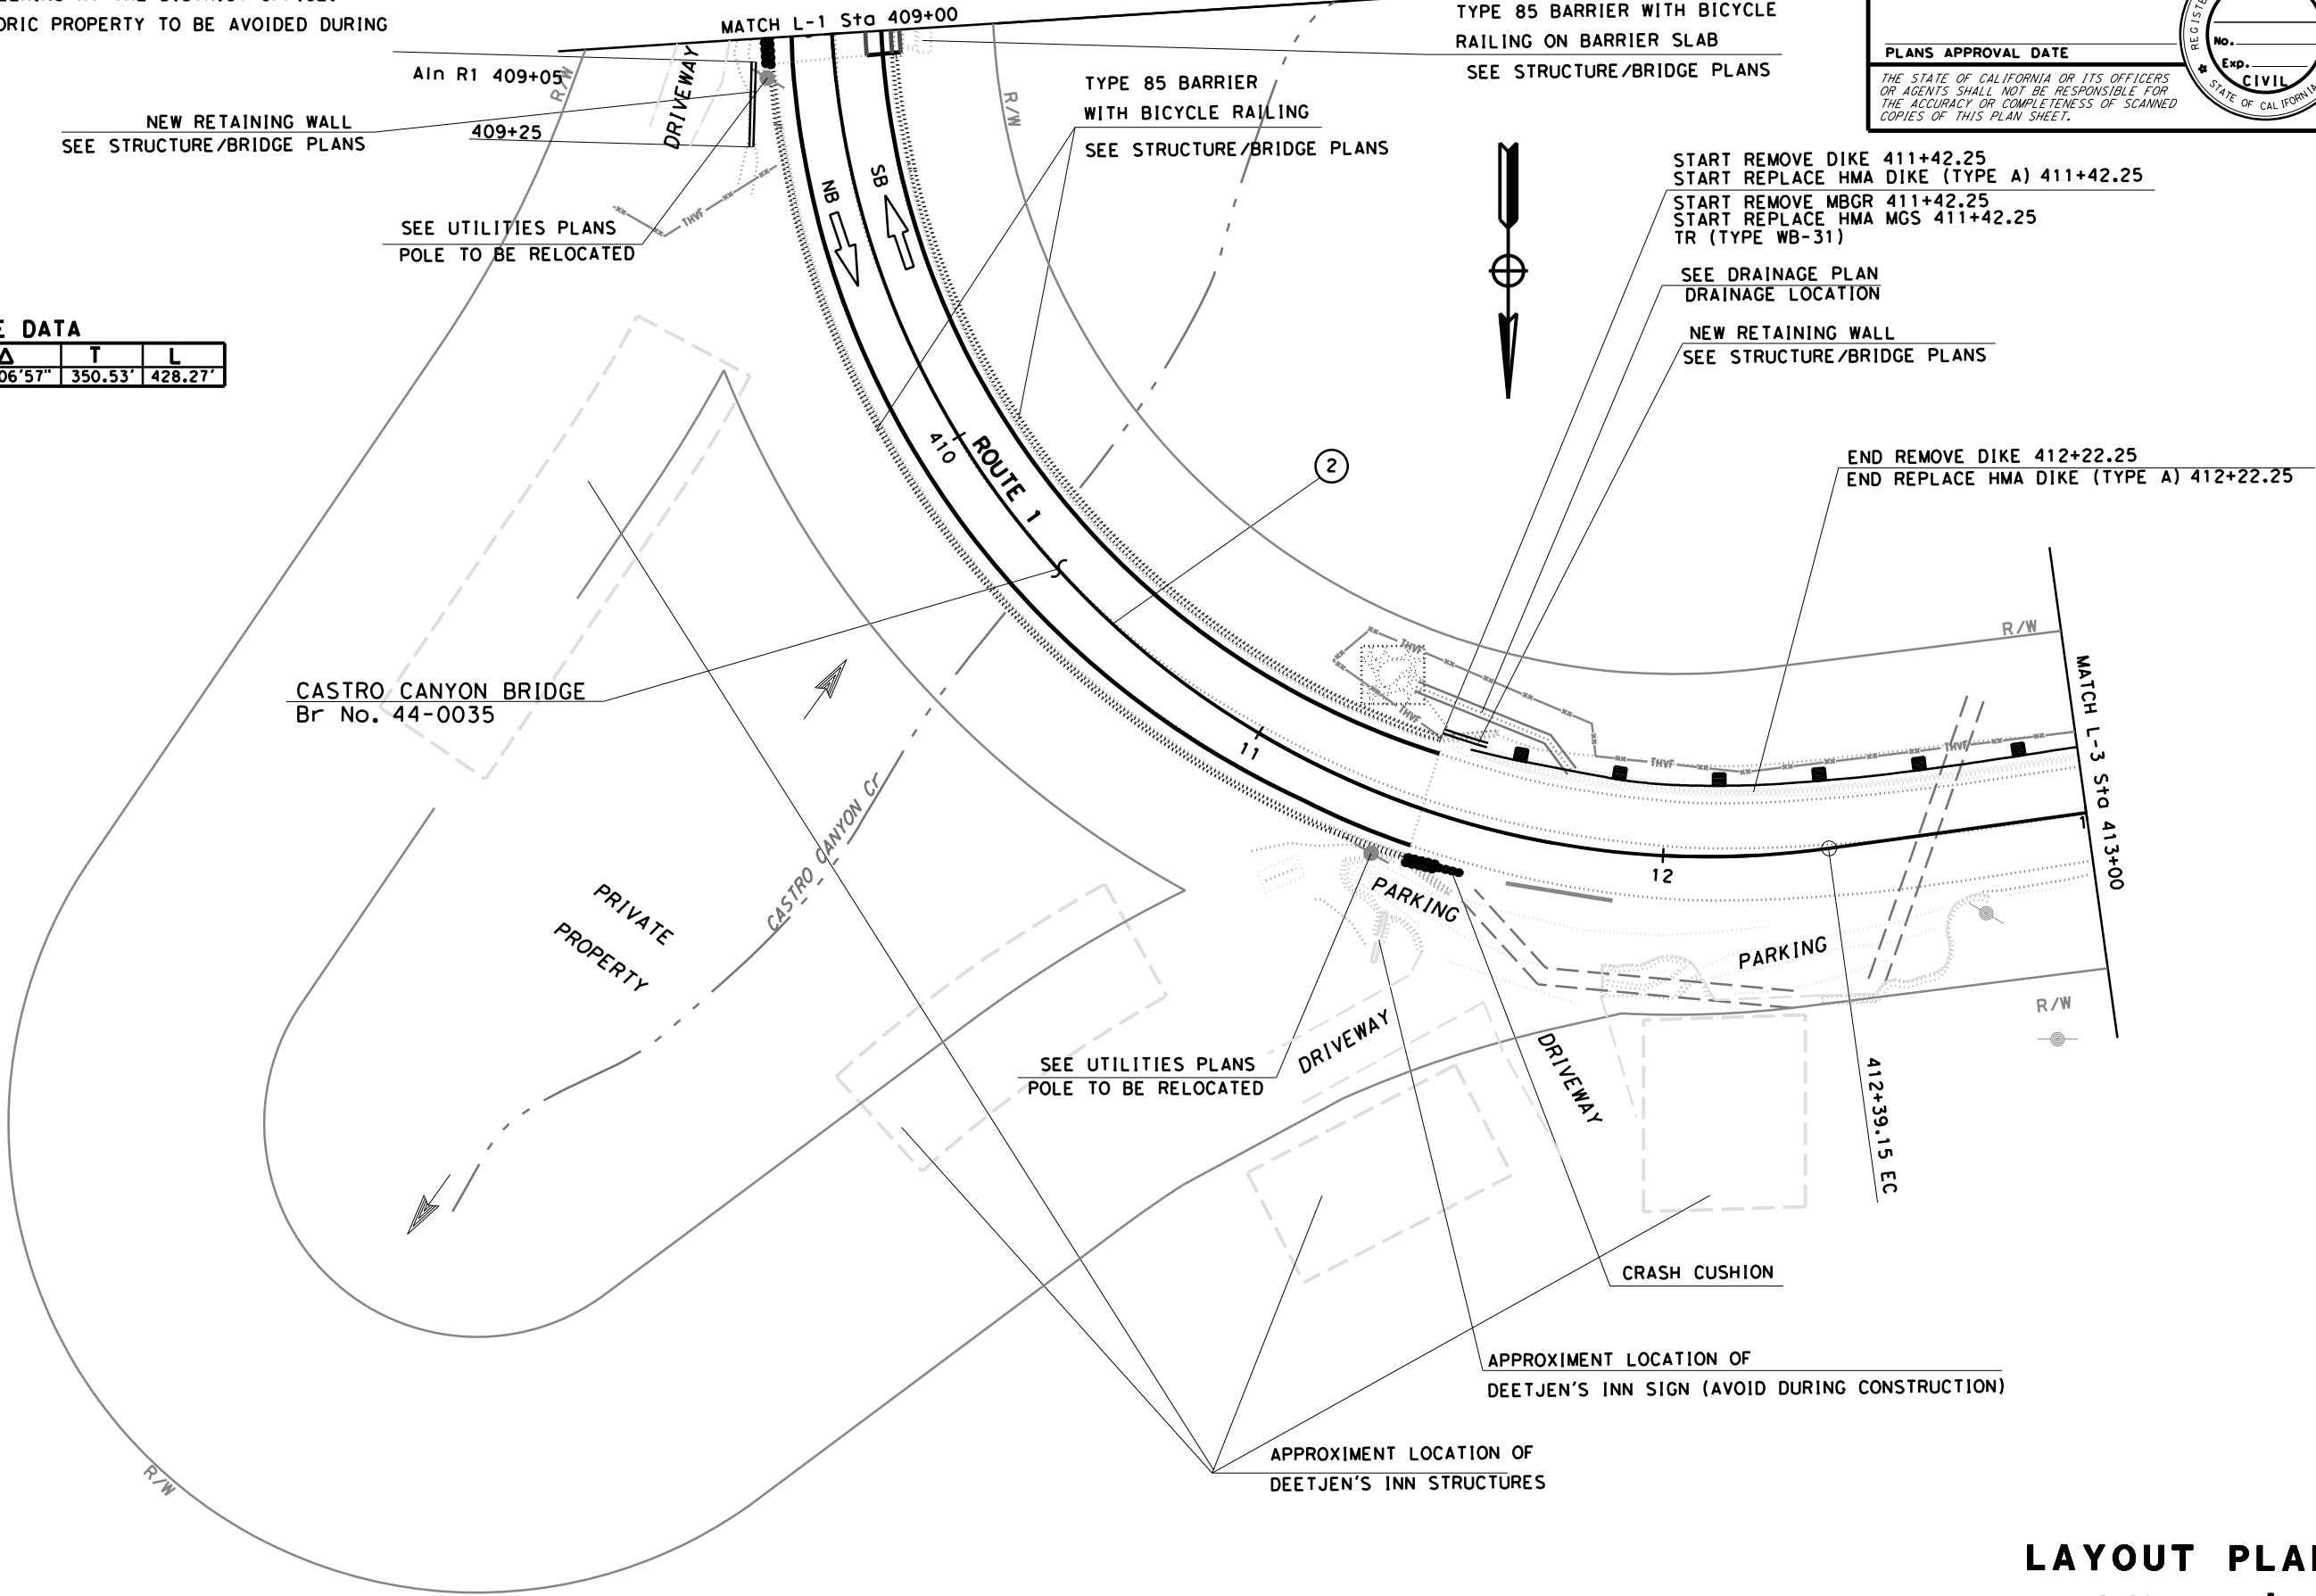 ORIC PROPERTY TO BE AVOIDED DURING
MATCH L-1 Sta 409+00
Aln R1 409+05
R/W
DRIVEWAY
NEW RETAINING WALL
SEE STRUCTURE/BRIDGE PLANS
409+25
THVF
SEE UTILITIES PLANS
POLE TO BE RELOCATED
NB
SB
TYPE 85 BARRIER WITH BICYCLE
RAILING ON BARRIER SLAB
SEE STRUCTURE/BRIDGE PLANS
TYPE 85 BARRIER
WITH BICYCLE RAILING
SEE STRUCTURE/BRIDGE PLANS
R/W
PLANS APPROVAL DATE
THE STATE OF CALIFORNIA OR ITS OFFICERS
OR AGENTS SHALL NOT BE RESPONSIBLE FOR
THE ACCURACY OR COMPLETENESS OF SCANNED
COPIES OF THIS PLAN SHEET.
REGISTE
No.
Exp.
CIVIL
STATE OF CALIFORNIA
START REMOVE DIKE 411+42.25
START REPLACE HMA DIKE (TYPE A) 411+42.25
START REMOVE MBGR 411+42.25
START REPLACE HMA MGS 411+42.25
TR (TYPE WB-31)
SEE DRAINAGE PLAN
DRAINAGE LOCATION
NEW RETAINING WALL
SEE STRUCTURE/BRIDGE PLANS
E DATA
Δ T L
06'57" 350.53' 428.27'
410
ROUTE 1
2
END REMOVE DIKE 412+22.25
END REPLACE HMA DIKE (TYPE A) 412+22.25
R/W
MATCH L-3 Sta 413+00
THVF
THVF
THVF
THVF
CASTRO CANYON BRIDGE
Br No. 44-0035
11
12
1
CASTRO CANYON Cr
PRIVATE
PROPERTY
PARKING
PARKING
R/W
DRIVEWAY
DRIVEWAY
SEE UTILITIES PLANS
POLE TO BE RELOCATED
412+39.15 EC
CRASH CUSHION
APPROXIMENT LOCATION OF
DEETJEN'S INN SIGN (AVOID DURING CONSTRUCTION)
APPROXIMENT LOCATION OF
DEETJEN'S INN STRUCTURES
R/W
LAYOUT PLAN